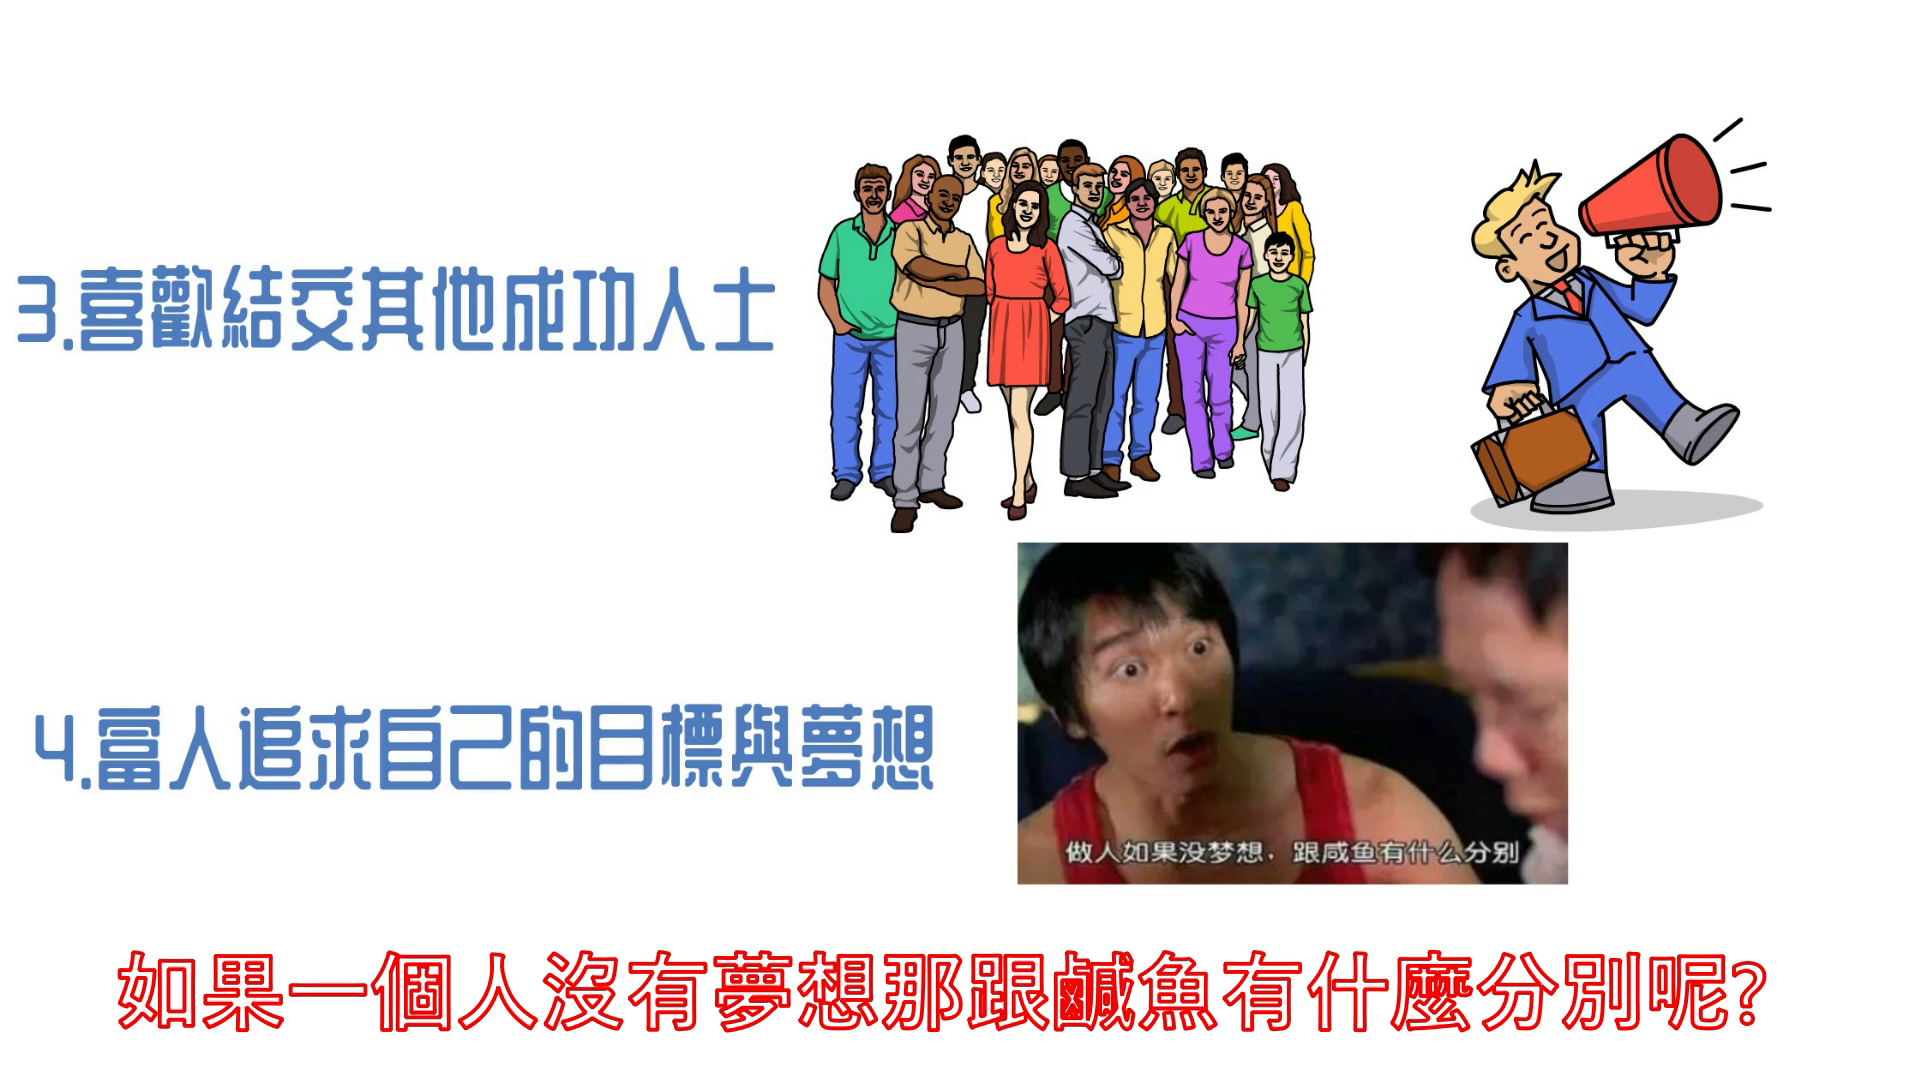 3.喜歡結交其他成功人士
4.富人追求自己的目標與夢想
做人如果没梦想，跟咸鱼有什么分别
如果一個人沒有夢想那跟鹹魚有什麼分別呢?